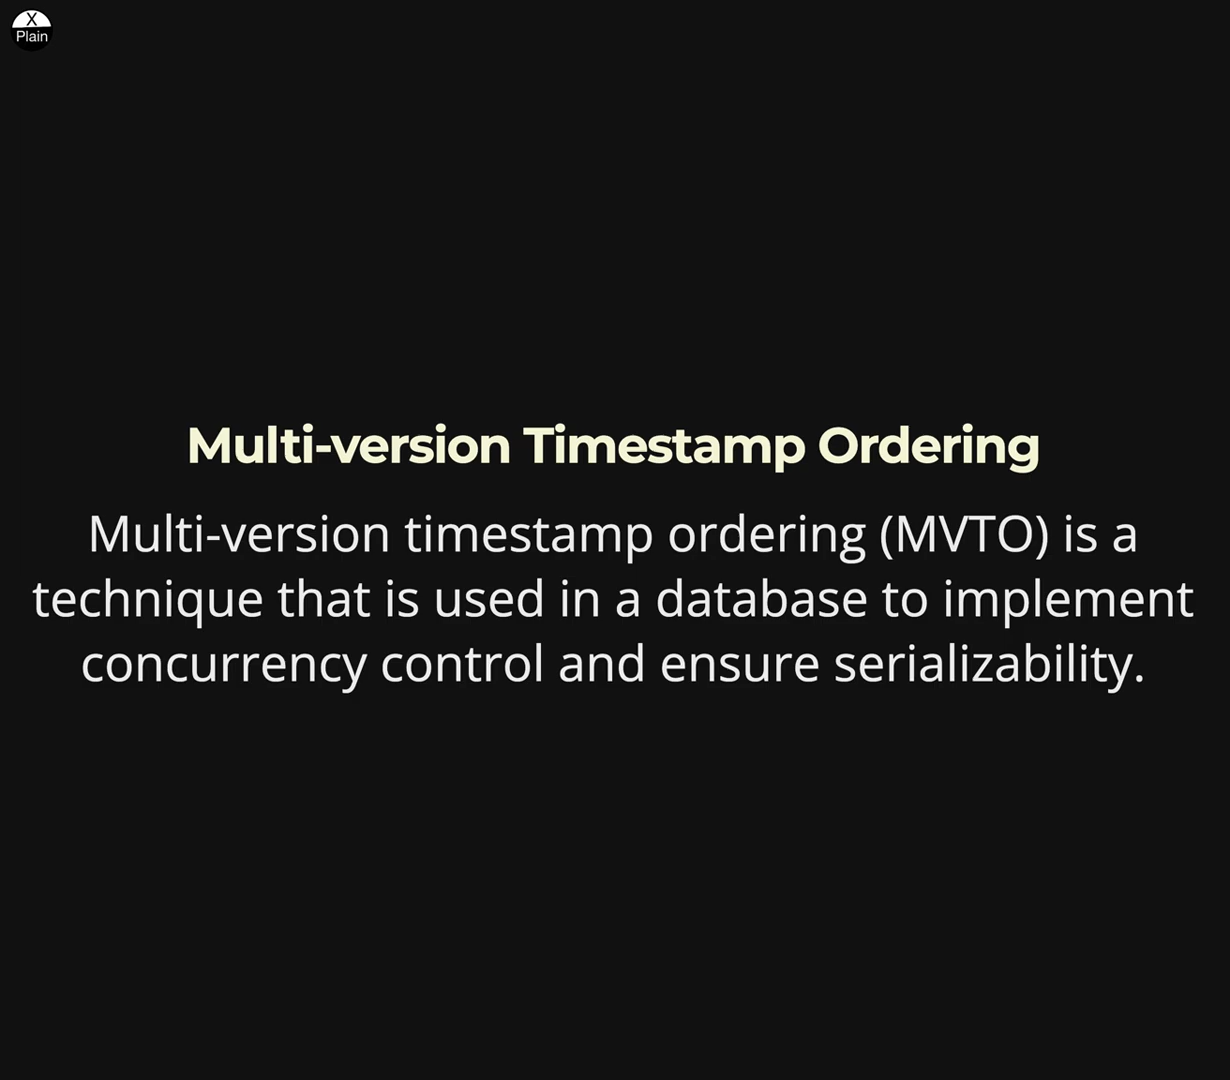 X
Plain
Multi-version Timestamp Ordering
Multi-version timestamp ordering (MVTO) is a
technique that is used in a database to implement
concurrency control and ensure serializability.